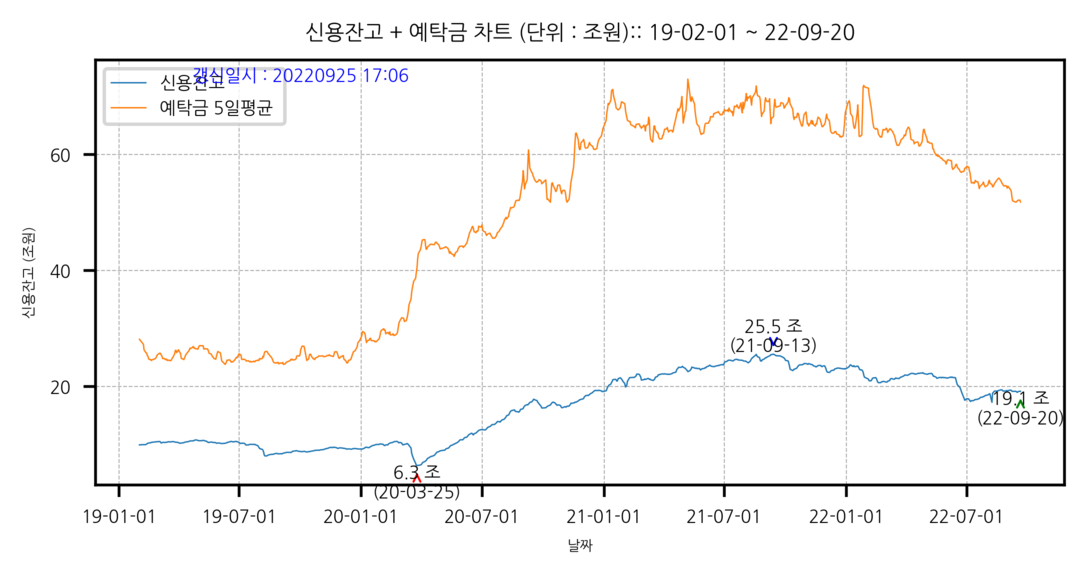 신용잔고 + 예탁금 차트 (단위 : 조원):: 19-02-01 ~ 22-09-20
갱신일시 : 20220925 17:06
신용잔고
예탁금 5일평균
60
40
20
신용잔고 (조원)
25.5 조
(21-09-13)
19.1 조
(22-09-20)
6.3 조
(20-03-25)
19-01-01 19-07-01 20-01-01 20-07-01 21-01-01 21-07-01 22-01-01 22-07-01
날짜